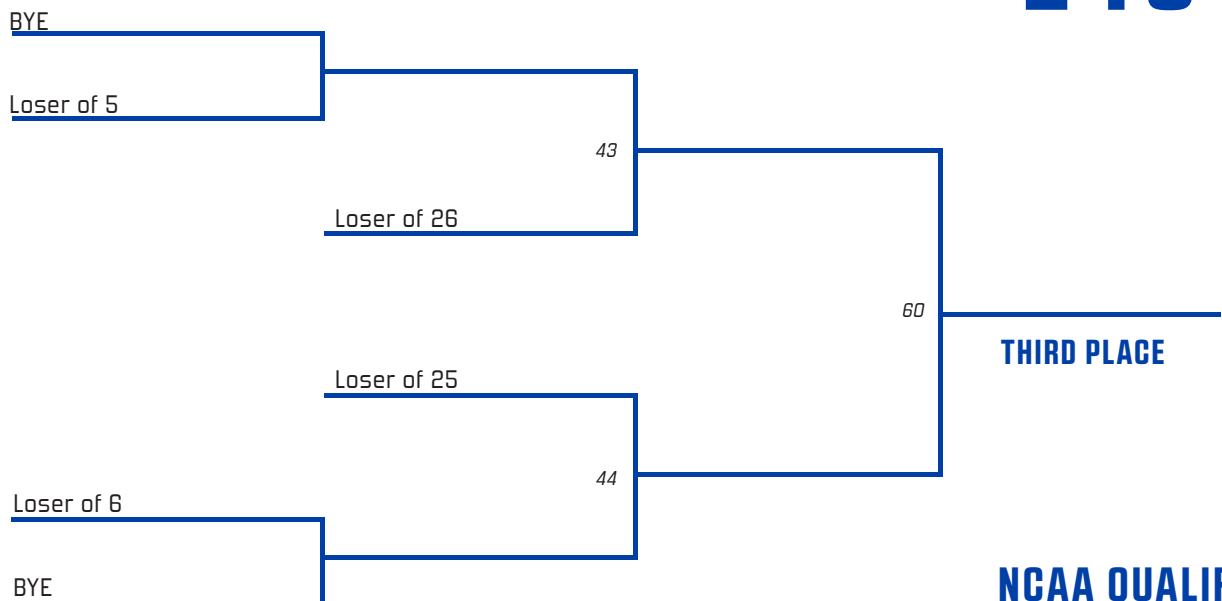 BYE
Loser of 5
43
Loser of 26
60
THIRD PLACE
Loser of 25
44
Loser of 6
BYE
NCAA